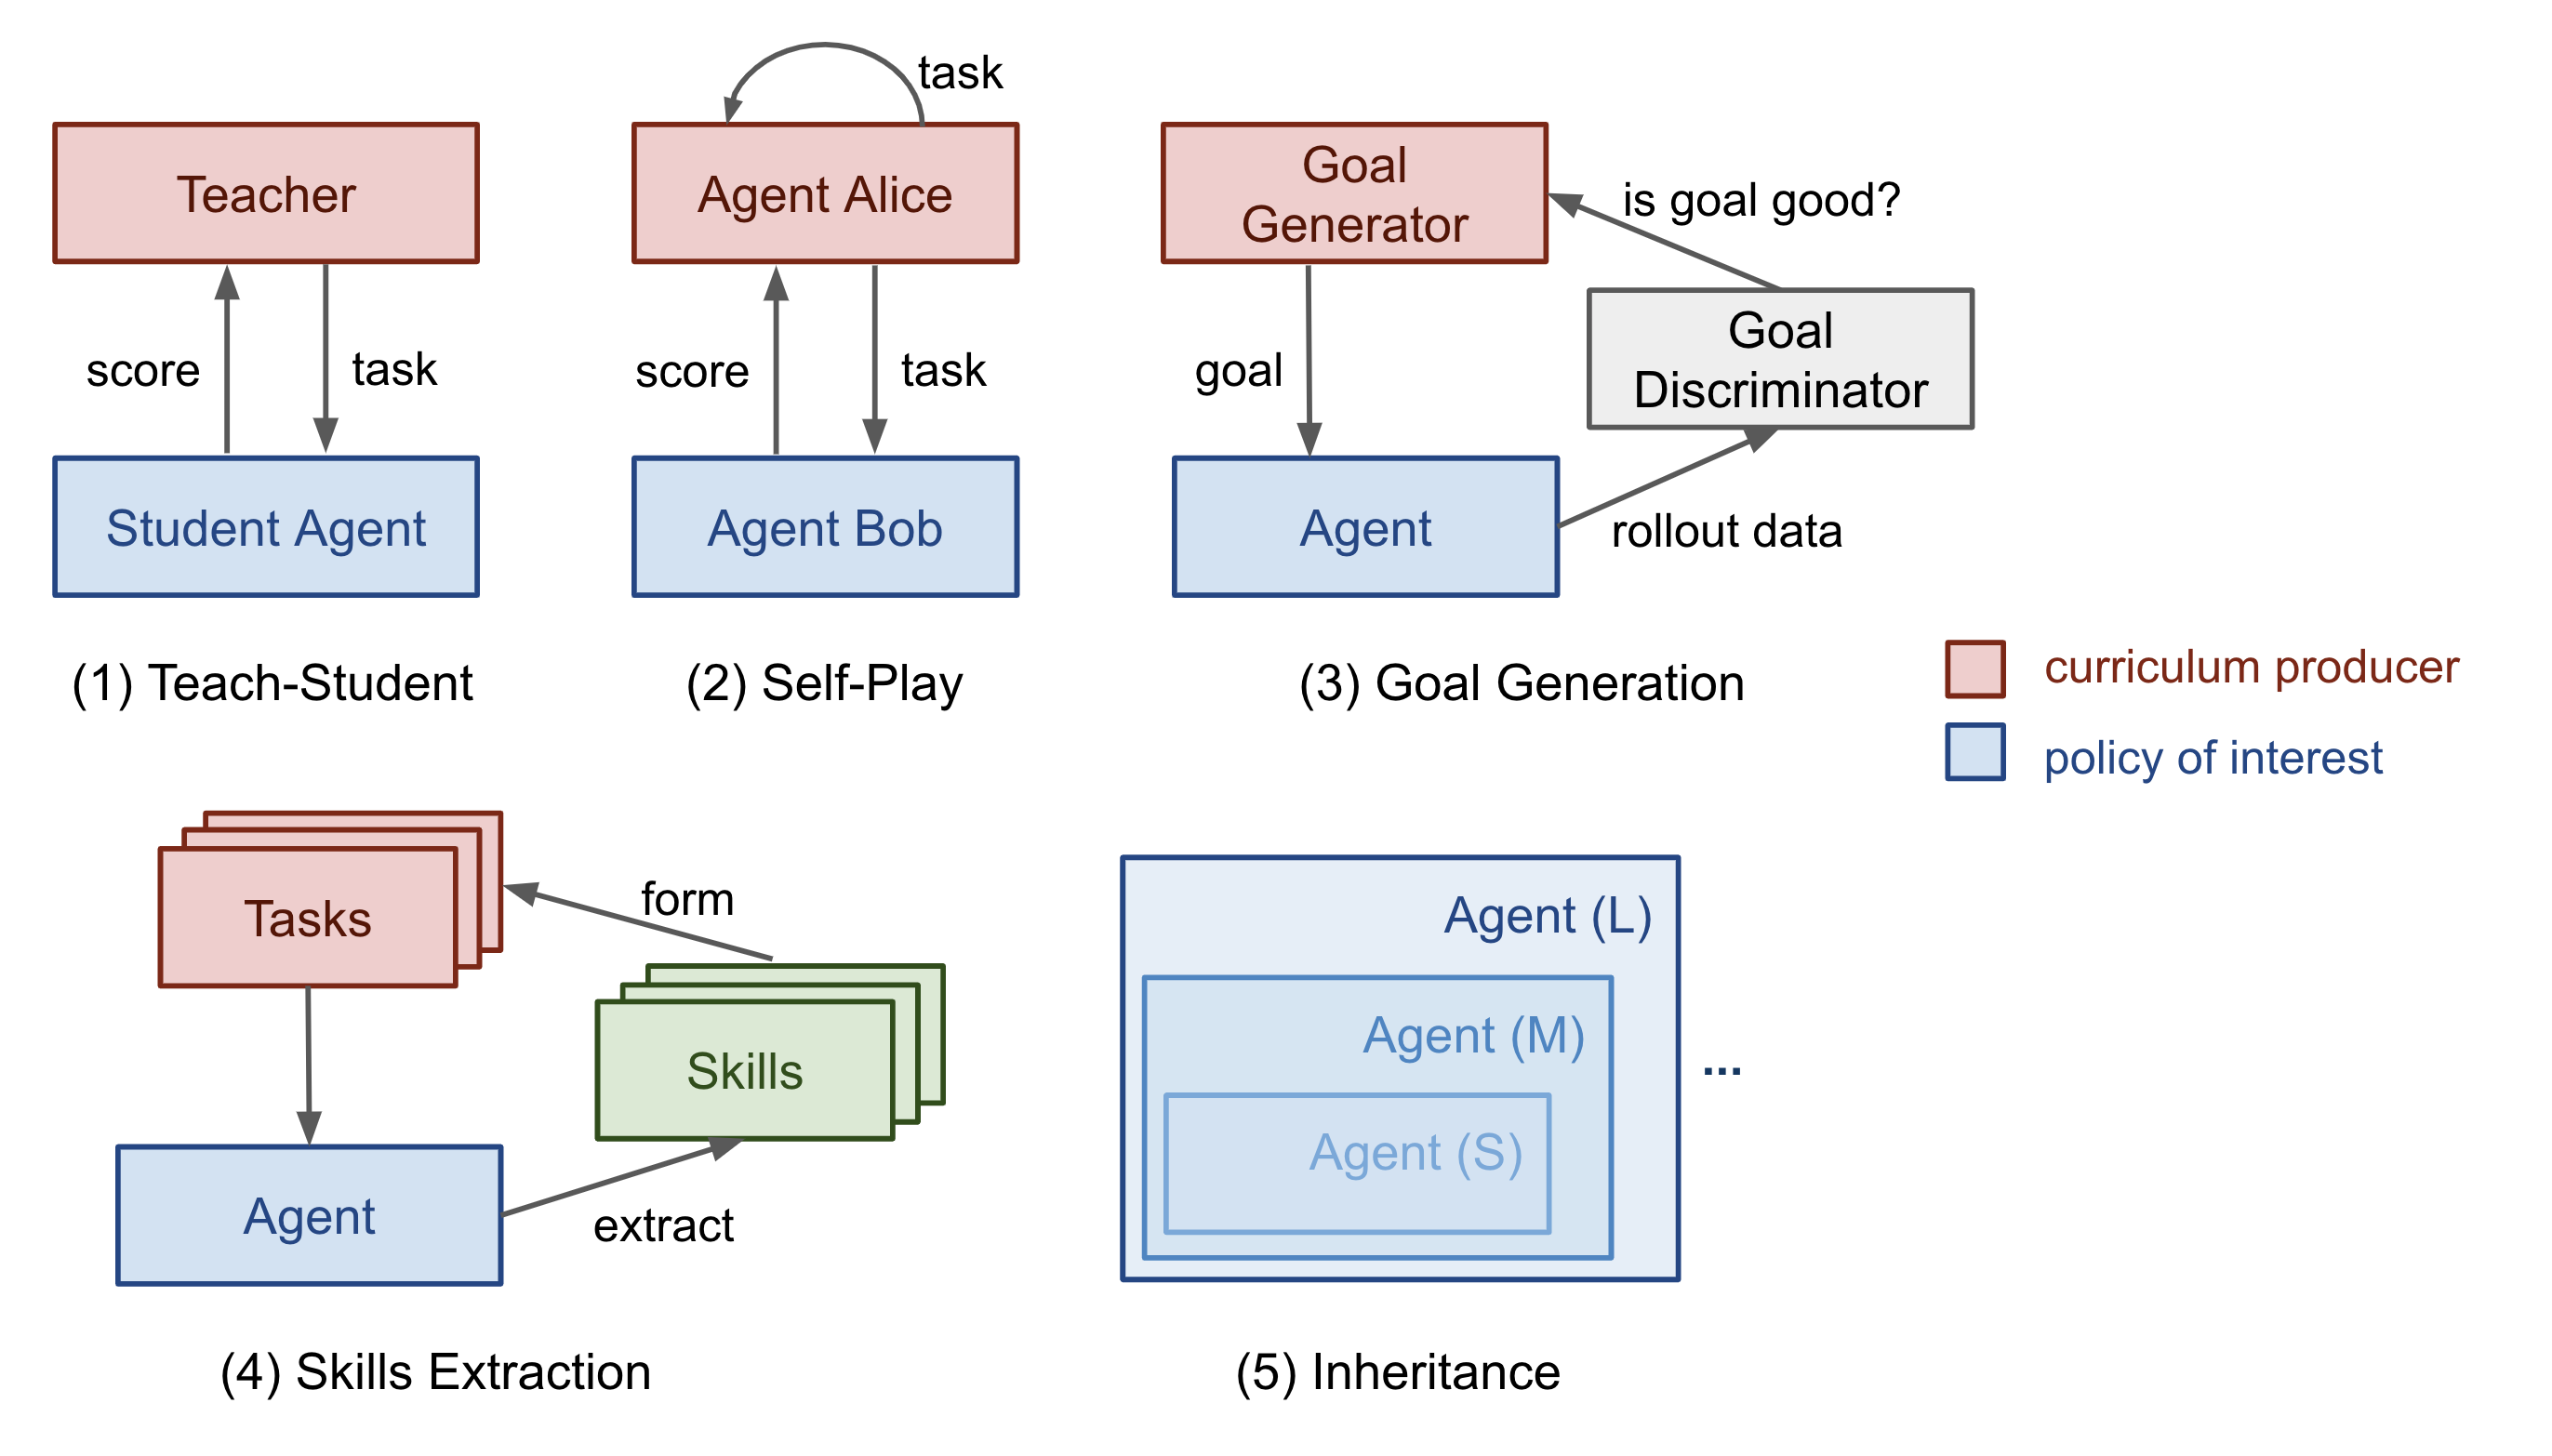 task
Teacher
score
task
Student Agent
(1) Teach-Student
Agent Alice
score
task
Agent Bob
(2) Self-Play
Goal
Generator
is goal good?
goal
Goal
Discriminator
Agent
rollout data
(3) Goal Generation
curriculum producer
policy of interest
Tasks
form
Skills
Agent
extract
(4) Skills Extraction
Agent (L)
Agent (M)
Agent (S)
...
(5) Inheritance